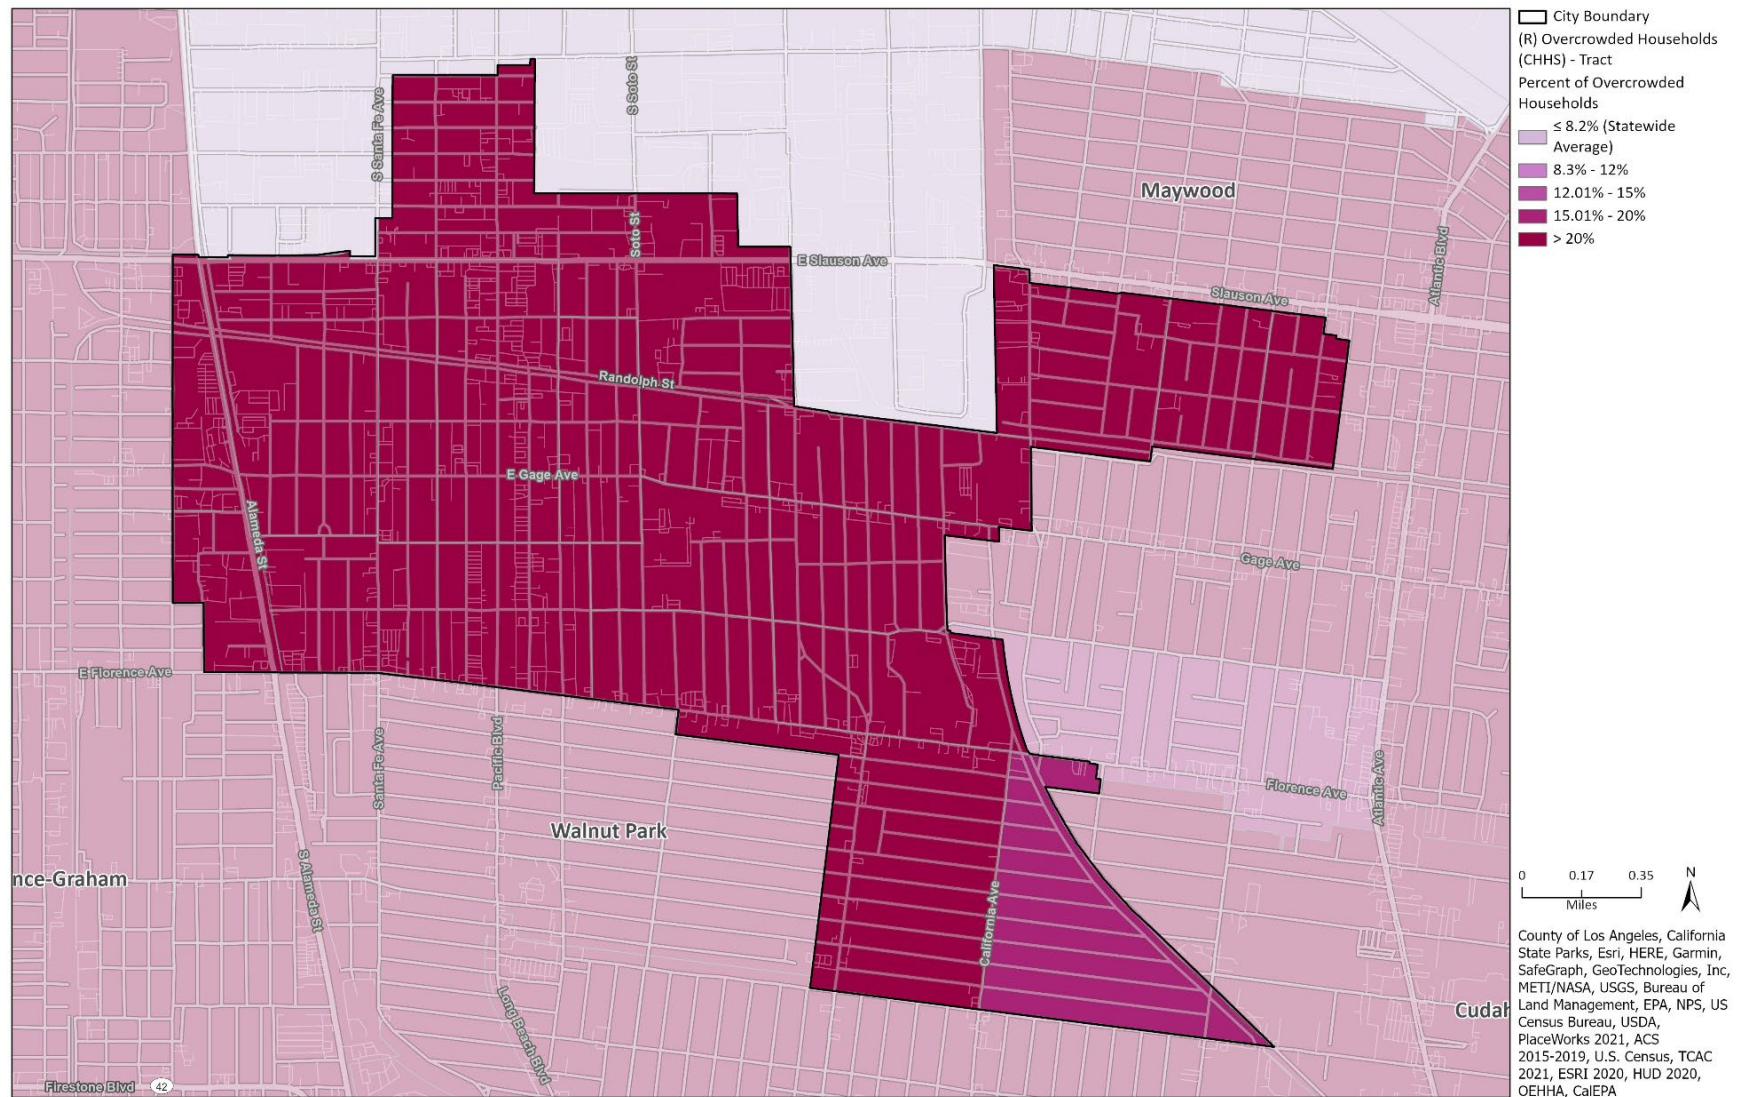 City Boundary
(R) Overcrowded Households
(CHHS) - Tract
Percent of Overcrowded
Households
≤ 8.2% (Statewide
Average)
8.3% - 12%
12.01% - 15%
15.01% - 20%
> 20%
S Santa Fe Ave
S Soto St
Maywood
Soto St
E Slauson Ave
Slauson Ave
Atlantic Blvd
Randolph St
E Gage Ave
Alameda St
Gage Ave
E Florence Ave
Santa Fe Ave
Pacific Blvd
Florence Ave
Atlantic Ave
Walnut Park
nce-Graham
S Alameda St
California Ave
Long Beach Blvd
Cudah
Firestone Blvd
42
0 0.17 0.35
Miles
N
County of Los Angeles, California
State Parks, Esri, HERE, Garmin,
SafeGraph, GeoTechnologies, Inc,
METI/NASA, USGS, Bureau of
Land Management, EPA, NPS, US
Census Bureau, USDA,
PlaceWorks 2021, ACS
2015-2019, U.S. Census, TCAC
2021, ESRI 2020, HUD 2020,
OEHHA, CalEPA